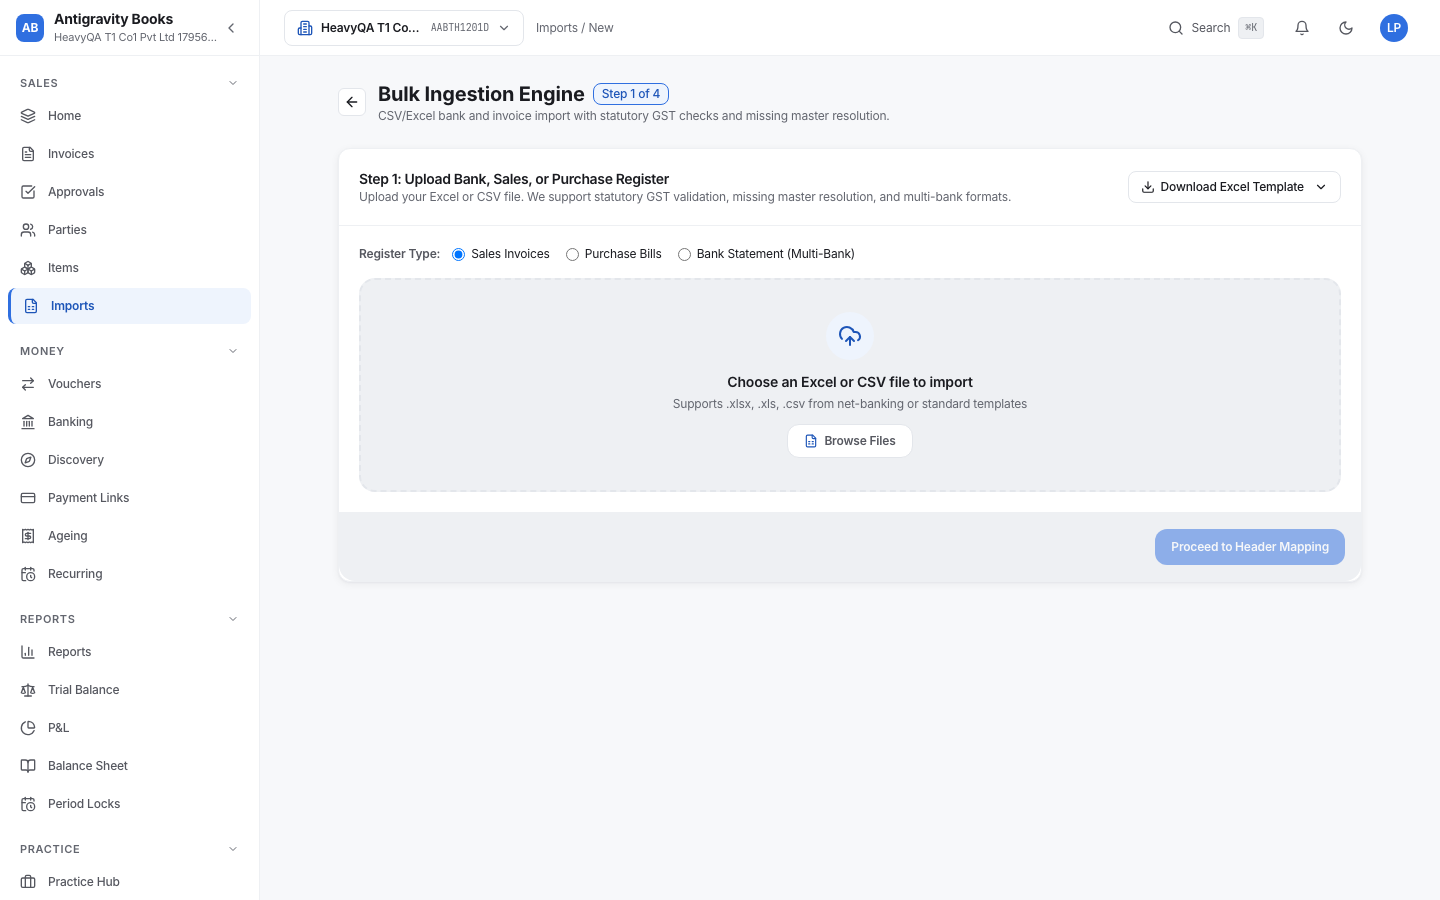 AB
Antigravity Books
HeavyQA T1 Co1 Pvt Ltd 17956...
SALES
Home
Invoices
Approvals
Parties
Items
Imports
MONEY
Vouchers
Banking
Discovery
Payment Links
Ageing
Recurring
REPORTS
Reports
Trial Balance
P&L
Balance Sheet
Period Locks
PRACTICE
Practice Hub
HeavyQA T1 Co... AABTH1201D
Imports / New
Search ⌘K
LP
Bulk Ingestion Engine Step 1 of 4
CSV/Excel bank and invoice import with statutory GST checks and missing master resolution.
Step 1: Upload Bank, Sales, or Purchase Register
Upload your Excel or CSV file. We support statutory GST validation, missing master resolution, and multi-bank formats.
Download Excel Template
Register Type: Sales Invoices Purchase Bills Bank Statement (Multi-Bank)
Choose an Excel or CSV file to import
Supports .xlsx, .xls, .csv from net-banking or standard templates
Browse Files
Proceed to Header Mapping